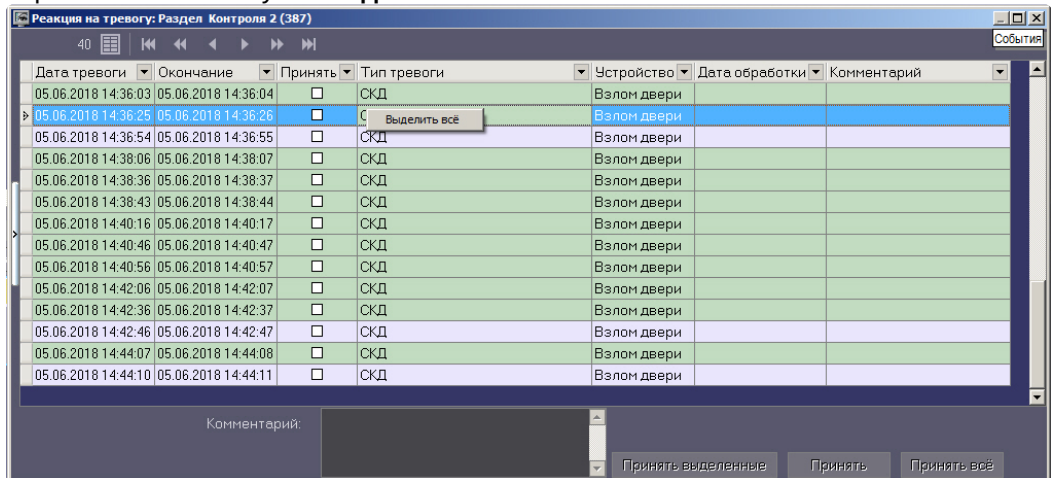 Реакция на тревогу: Раздел Контроля 2 (387)
40
События
Дата тревоги Окончание Принять Тип тревоги Устройство Дата обработки Комментарий
05.06.2018 14:36:03 05.06.2018 14:36:04 СКД Взлом двери
05.06.2018 14:36:25 05.06.2018 14:36:26 Выделить всё Взлом двери
05.06.2018 14:36:54 05.06.2018 14:36:55 СКД Взлом двери
05.06.2018 14:38:06 05.06.2018 14:38:07 СКД Взлом двери
05.06.2018 14:38:36 05.06.2018 14:38:37 СКД Взлом двери
05.06.2018 14:38:43 05.06.2018 14:38:44 СКД Взлом двери
05.06.2018 14:40:16 05.06.2018 14:40:17 СКД Взлом двери
05.06.2018 14:40:46 05.06.2018 14:40:47 СКД Взлом двери
05.06.2018 14:40:56 05.06.2018 14:40:57 СКД Взлом двери
05.06.2018 14:42:06 05.06.2018 14:42:07 СКД Взлом двери
05.06.2018 14:42:36 05.06.2018 14:42:37 СКД Взлом двери
05.06.2018 14:42:46 05.06.2018 14:42:47 СКД Взлом двери
05.06.2018 14:44:07 05.06.2018 14:44:08 СКД Взлом двери
05.06.2018 14:44:10 05.06.2018 14:44:11 СКД Взлом двери
Комментарий:
Принять выделенные Принять Принять всё